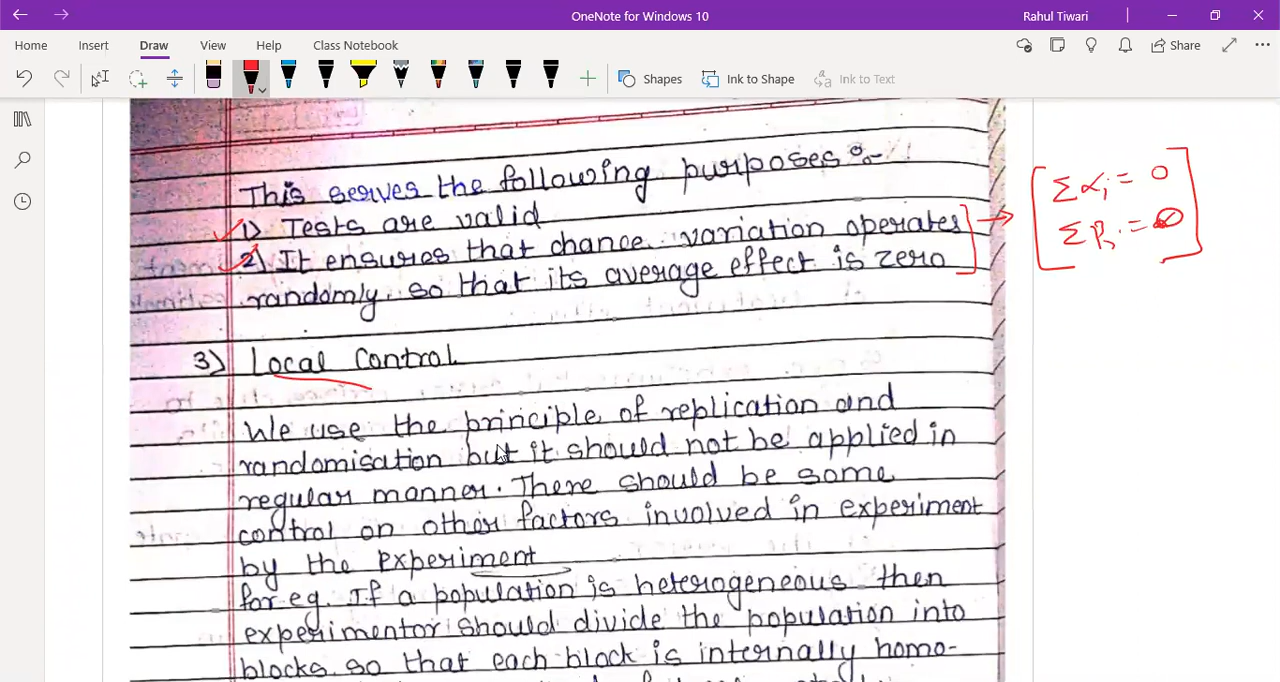 OneNote for Windows 10
Rahul Tiwari
Home Insert Draw View Help Class Notebook
Share
Shapes Ink to Shape Ink to Text
This serves the following purposes :-
1) Tests are valid
2) It ensures that chance variation operates
randomly, so that its average effect is zero
Σαi = 0
Σβi = 0
3) Local Control
We use the principle of replication and
randomisation but it should not be applied in
regular manner. There should be some
control on other factors involved in experiment
by the experiment
for eg. If a population is heterogeneous then
experimentor should divide the population into
blocks, so that each block is internally homo-